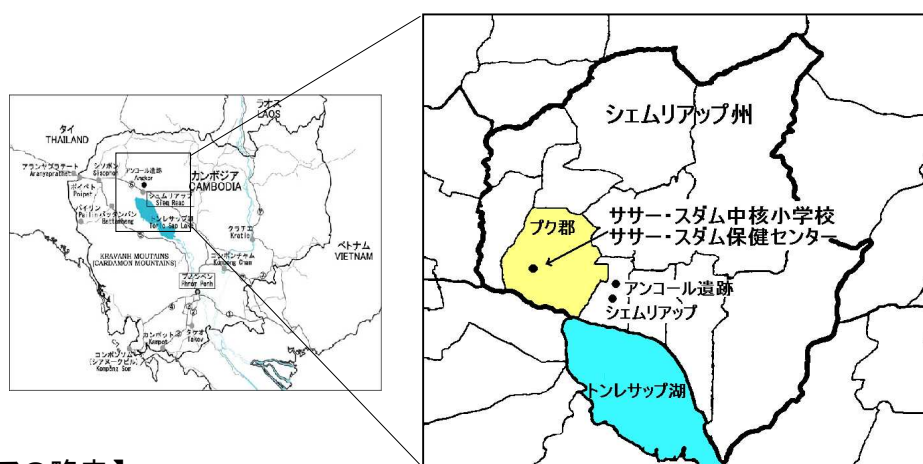 ラオス
LAOS
タイ
THAILAND
アランヤプラテート
Aranyaprathet
シソポン
Sisophon
アンコール遺跡
Angkor
カンボジア
CAMBODIA
ポイペト
Poipet
シェムリアップ
Siem Reap
パイリン
Pailin
バッタンバン
Battambang
トンレサップ湖
Tonle Sap Lake
クラチエ
Kratie
ベトナム
VIETNAM
KRAVANH MOUTAINS
(CARDAMON MOUNTAINS)
コンポンチャム
Kompong Cham
プノンペン
Phnom Penh
カンポット
Kampot
タケオ
Takev
コンポンソム
(シアヌークビル)
Kompong Som
シェムリアップ州
プク郡
ササー・スダム中核小学校
ササー・スダム保健センター
アンコール遺跡
シェムリアップ
トンレサップ湖